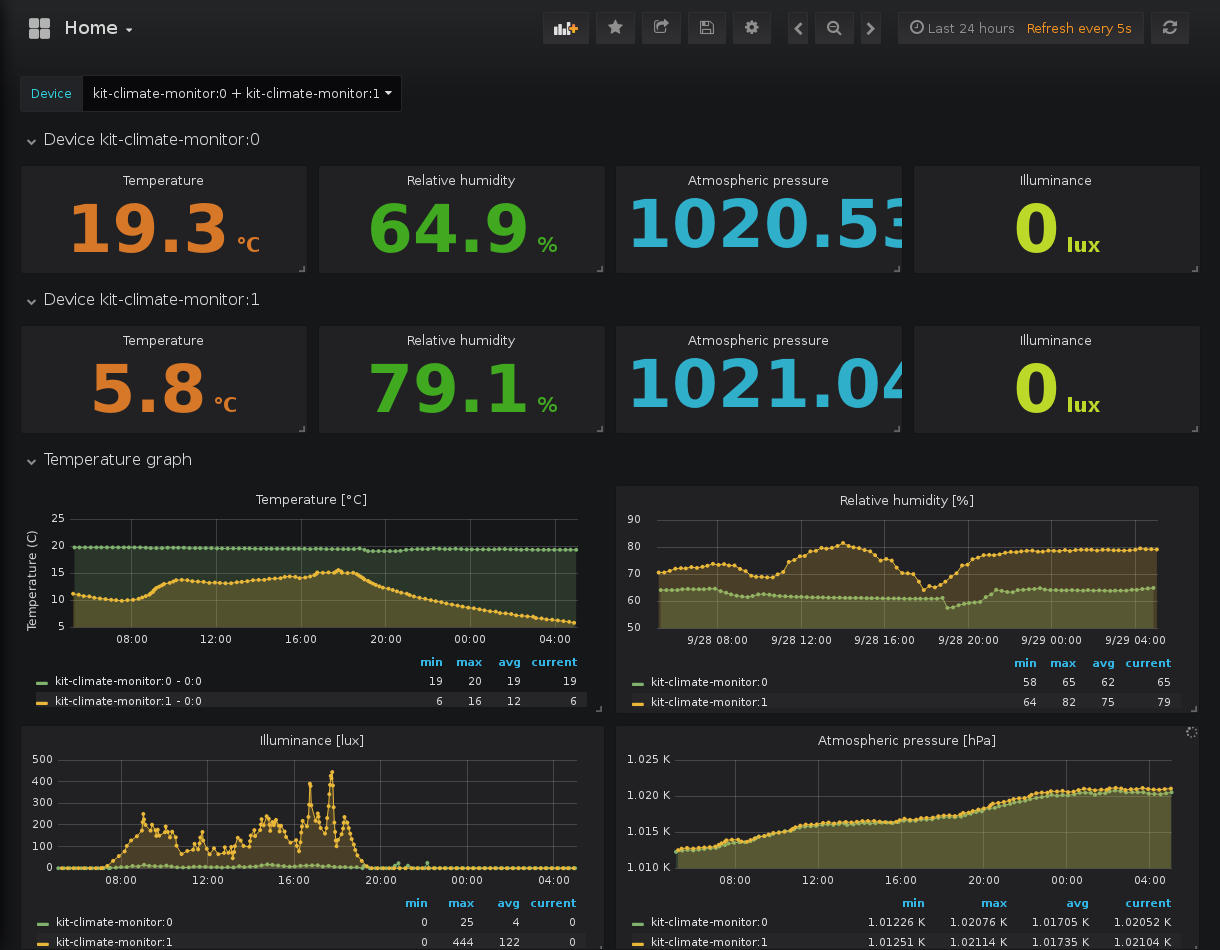 Home
Last 24 hours Refresh every 5s
Device kit-climate-monitor:0 + kit-climate-monitor:1
Device kit-climate-monitor:0
Temperature Relative humidity Atmospheric pressure Illuminance
19.3 °C 64.9 % 1020.53 0 lux
Device kit-climate-monitor:1
Temperature Relative humidity Atmospheric pressure Illuminance
5.8 °C 79.1 % 1021.04 0 lux
Temperature graph
Temperature [°C]
Temperature (C)
25
20
15
10
5
08:00 12:00 16:00 20:00 00:00 04:00
min max avg current
kit-climate-monitor:0 - 0:0 19 20 19 19
kit-climate-monitor:1 - 0:0 6 16 12 6
Relative humidity [%]
90
80
70
60
50
9/28 08:00 9/28 12:00 9/28 16:00 9/28 20:00 9/29 00:00 9/29 04:00
min max avg current
kit-climate-monitor:0 58 65 62 65
kit-climate-monitor:1 64 82 75 79
Illuminance [lux]
500
400
300
200
100
0
08:00 12:00 16:00 20:00 00:00 04:00
min max avg current
kit-climate-monitor:0 0 25 4 0
kit-climate-monitor:1 0 444 122 0
Atmospheric pressure [hPa]
1.025 K
1.020 K
1.015 K
1.010 K
08:00 12:00 16:00 20:00 00:00 04:00
min max avg current
kit-climate-monitor:0 1.01226 K 1.02076 K 1.01705 K 1.02052 K
kit-climate-monitor:1 1.01251 K 1.02114 K 1.01735 K 1.02104 K